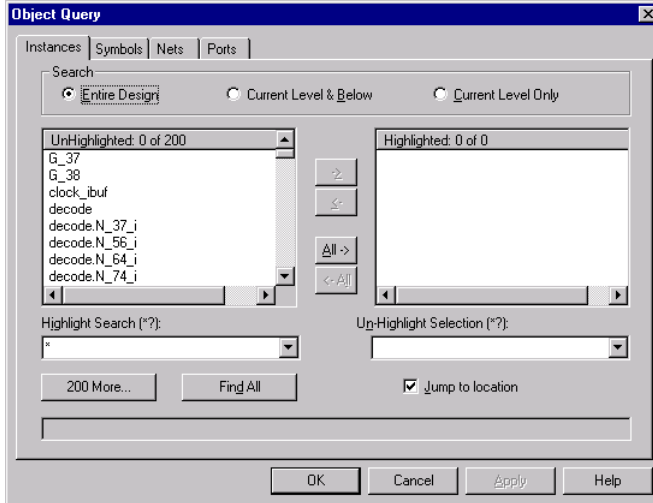 Object Query
Instances Symbols Nets Ports
Search
Entire Design Current Level & Below Current Level Only
UnHighlighted: 0 of 200 Highlighted: 0 of 0
G_37
G_38
clock_ibuf
decode
decode.N_37_i
decode.N_56_i
decode.N_64_i
decode.N_74_i
->
<-
All ->
<- All
Highlight Search (*?): Un-Highlight Selection (*?):
*
200 More... Find All Jump to location
OK Cancel Apply Help